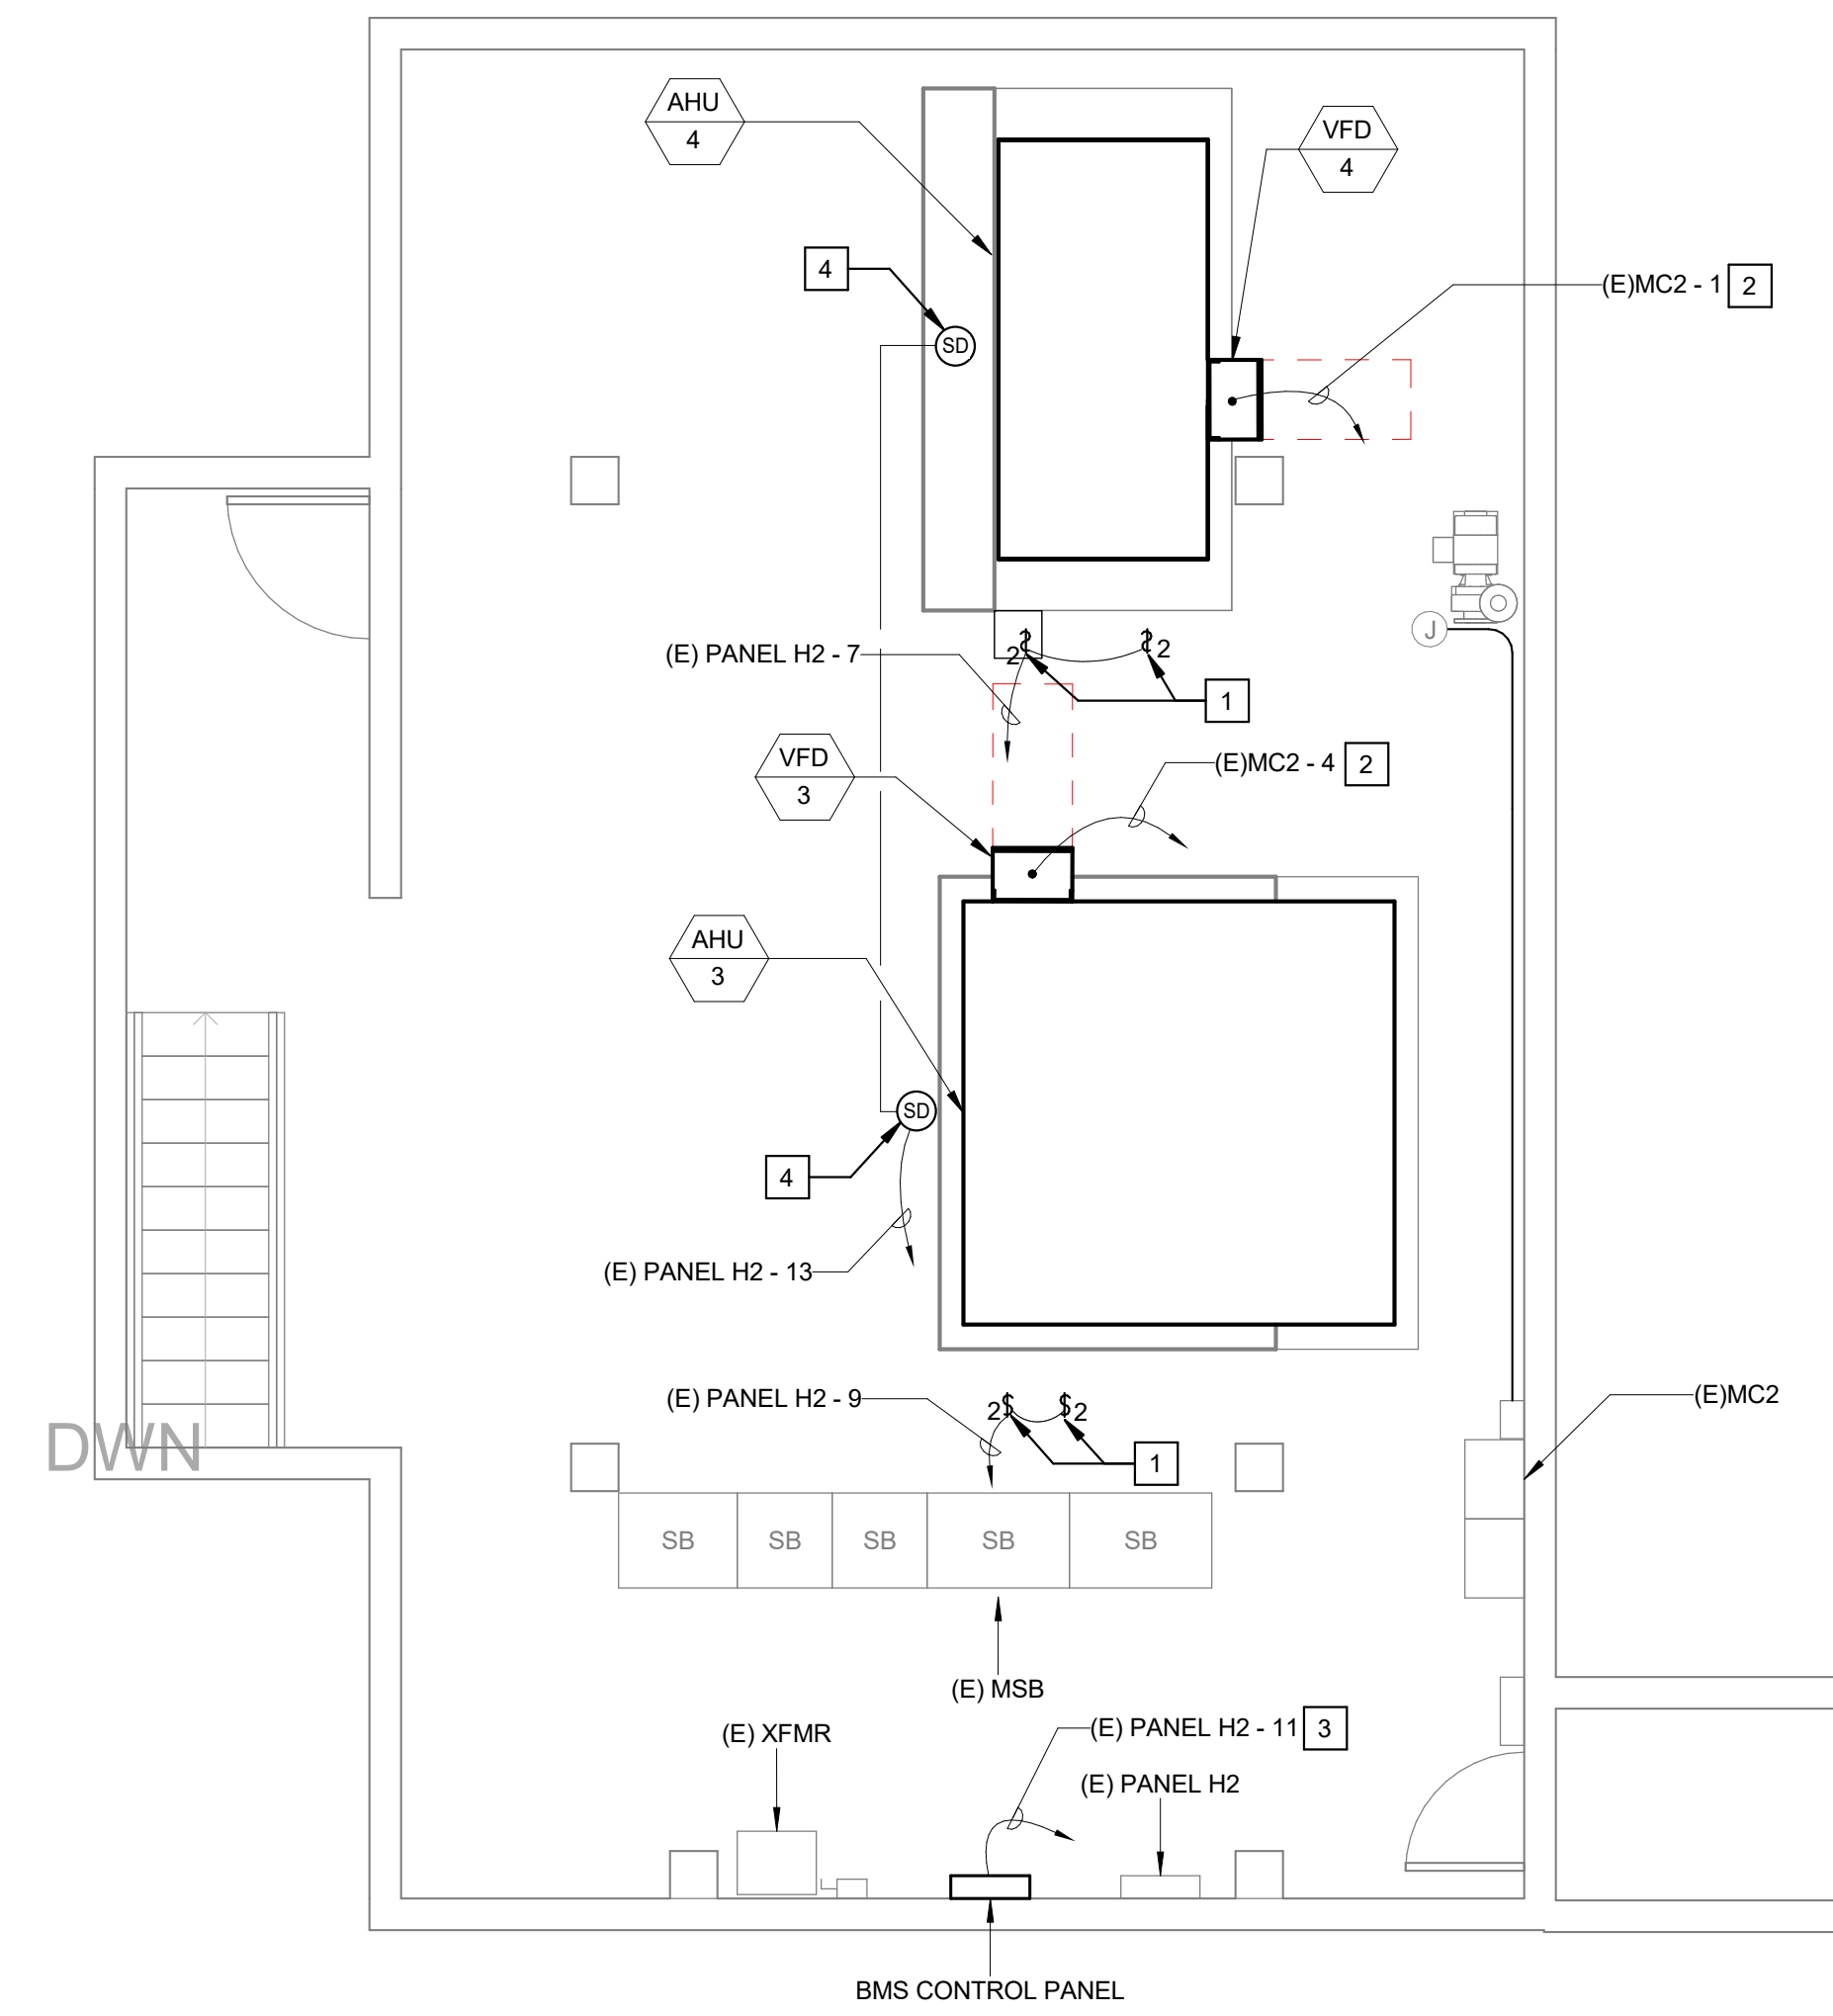 AHU
4
VFD
4
4
(E)MC2 - 1 2
SD
J
(E) PANEL H2 - 7
2$ $2
1
VFD
3
(E)MC2 - 4 2
AHU
3
SD
4
(E) PANEL H2 - 13
(E) PANEL H2 - 9
2$ $2
1
(E)MC2
DWN
SB SB SB SB SB
(E) MSB
(E) XFMR
(E) PANEL H2 - 11 3
(E) PANEL H2
BMS CONTROL PANEL